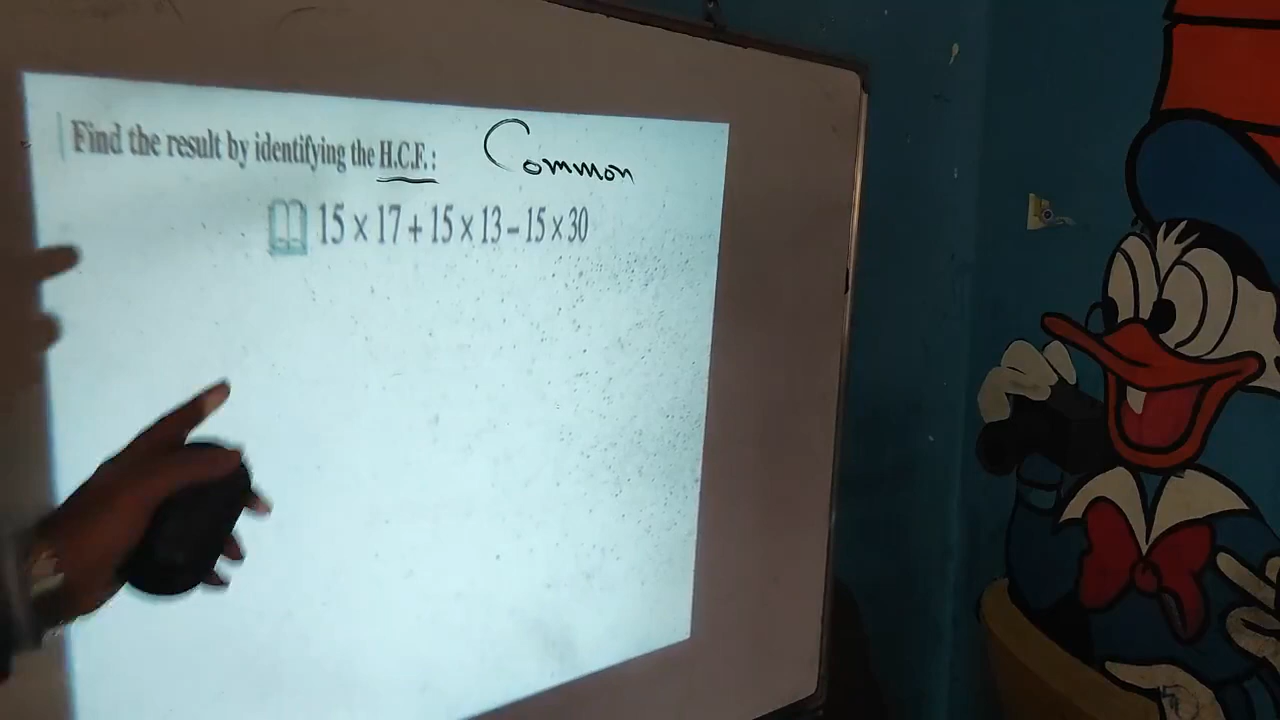 Find the result by identifying the H.C.F.: Common
15 × 17 + 15 × 13 – 15 × 30